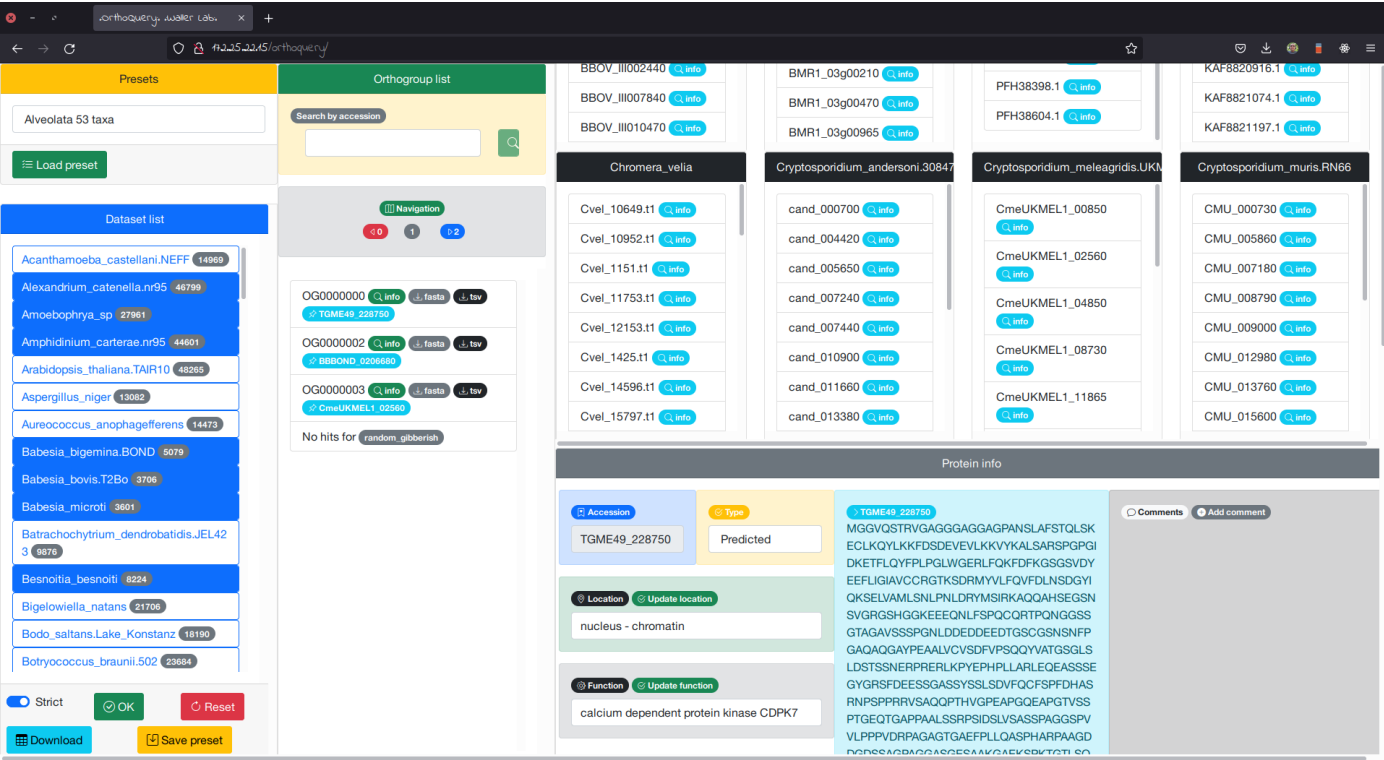 .orthoquery. .waller Lab.
172.25.22.15/orthoquery/
Presets
Alveolata 53 taxa
Load preset
Dataset list
Acanthamoeba_castellani.NEFF 14969
Alexandrium_catenella.nr95 46799
Amoebophrya_sp 27961
Amphidinium_carterae.nr95 44601
Arabidopsis_thaliana.TAIR10 48265
Aspergillus_niger 13082
Aureococcus_anophagefferens 14473
Babesia_bigemina.BOND 5079
Babesia_bovis.T2Bo 3706
Babesia_microti 3601
Batrachochytrium_dendrobatidis.JEL42
3 9876
Besnoitia_besnoiti 8224
Bigelowiella_natans 21706
Bodo_saltans.Lake_Konstanz 18190
Botryococcus_braunii.502 23684
Strict
OK
Reset
Download
Save preset
Orthogroup list
Search by accession
Navigation
0 1 2
OG0000000 info fasta tsv
TGME49_228750
OG0000002 info fasta tsv
BBBOND_0206680
OG0000003 info fasta tsv
CmeUKMEL1_02560
No hits for random_gibberish
BBOV_III002440 info
BBOV_III007840 info
BBOV_III010470 info
BMR1_03g00210 info
BMR1_03g00470 info
BMR1_03g00965 info
PFH38398.1 info
PFH38604.1 info
KAF8820916.1 info
KAF8821074.1 info
KAF8821197.1 info
Chromera_velia
Cvel_10649.t1 info
Cvel_10952.t1 info
Cvel_1151.t1 info
Cvel_11753.t1 info
Cvel_12153.t1 info
Cvel_1425.t1 info
Cvel_14596.t1 info
Cvel_15797.t1 info
Cryptosporidium_andersoni.30847
cand_000700 info
cand_004420 info
cand_005650 info
cand_007240 info
cand_007440 info
cand_010900 info
cand_011660 info
cand_013380 info
Cryptosporidium_meleagridis.UKM
CmeUKMEL1_00850
info
CmeUKMEL1_02560
info
CmeUKMEL1_04850
info
CmeUKMEL1_08730
info
CmeUKMEL1_11865
info
Cryptosporidium_muris.RN66
CMU_000730 info
CMU_005860 info
CMU_007180 info
CMU_008790 info
CMU_009000 info
CMU_012980 info
CMU_013760 info
CMU_015600 info
Protein info
Accession
TGME49_228750
Type
Predicted
Location Update location
nucleus - chromatin
Function Update function
calcium dependent protein kinase CDPK7
TGME49_228750
MGGVQSTRVGAGGGAGGAGPANSLAFSTQLSK
ECLKQYLKKFDSDEVEVLKKVYKALSARSPGPGI
DKETFLQYFPLPGLWGERLFQKFDFKGSGSVDY
EEFLIGIAVCCRGTKSDRMYVLFQVFDLNSDGYI
QKSELVAMLSNLPNLDRYMSIRKAQQAHSEGSN
SVGRGSHGGKEEEQNLFSPQCQRTPQNGGSS
GTAGAVSSSPGNLDDEDDEEDTGSCGSNSNFP
GAQAQGAYPEAALVCVSDFVPSQQYVATGSGLS
LDSTSSNERPRERLKPYEPHPLLARLEQEASSSE
GYGRSFDEESSGASSYSSLSDVFQCFSPFDHAS
RNPSPPRRVSAQQPTHVGPEAPGQEAPGTVSS
PTGEQTGAPPAALSSRPSIDSLVSASSPAGGSPV
VLPPPVDRPAGAGTGAEFPLLQASPHARPAAGD
DGDSSAGPAGGASGESAAKGAEKSPKTGTLSQ
Comments Add comment